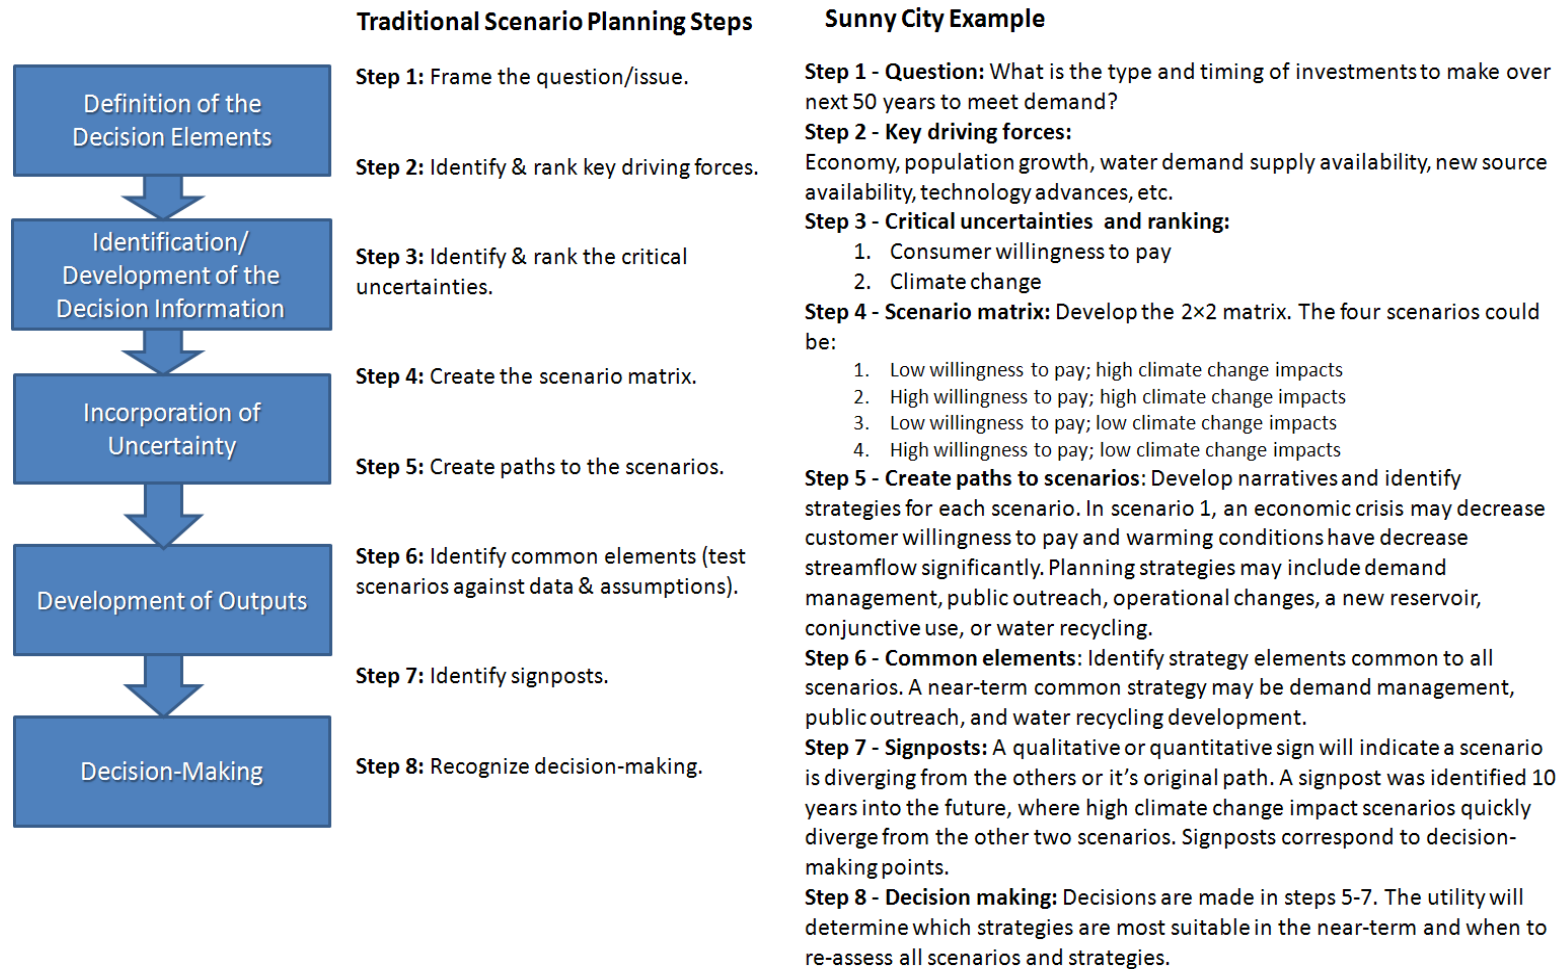 Traditional Scenario Planning Steps
Sunny City Example
Definition of the
Decision Elements
Identification/
Development of the
Decision Information
Incorporation of
Uncertainty
Development of Outputs
Decision-Making
Step 1: Frame the question/issue.
Step 2: Identify & rank key driving forces.
Step 3: Identify & rank the critical
uncertainties.
Step 4: Create the scenario matrix.
Step 5: Create paths to the scenarios.
Step 6: Identify common elements (test
scenarios against data & assumptions).
Step 7: Identify signposts.
Step 8: Recognize decision-making.
Step 1 - Question: What is the type and timing of investments to make over
next 50 years to meet demand?
Step 2 - Key driving forces:
Economy, population growth, water demand supply availability, new source
availability, technology advances, etc.
Step 3 - Critical uncertainties and ranking:
1. Consumer willingness to pay
2. Climate change
Step 4 - Scenario matrix: Develop the 2×2 matrix. The four scenarios could
be:
1. Low willingness to pay; high climate change impacts
2. High willingness to pay; high climate change impacts
3. Low willingness to pay; low climate change impacts
4. High willingness to pay; low climate change impacts
Step 5 - Create paths to scenarios: Develop narratives and identify
strategies for each scenario. In scenario 1, an economic crisis may decrease
customer willingness to pay and warming conditions have decrease
streamflow significantly. Planning strategies may include demand
management, public outreach, operational changes, a new reservoir,
conjunctive use, or water recycling.
Step 6 - Common elements: Identify strategy elements common to all
scenarios. A near-term common strategy may be demand management,
public outreach, and water recycling development.
Step 7 - Signposts: A qualitative or quantitative sign will indicate a scenario
is diverging from the others or it's original path. A signpost was identified 10
years into the future, where high climate change impact scenarios quickly
diverge from the other two scenarios. Signposts correspond to decision-
making points.
Step 8 - Decision making: Decisions are made in steps 5-7. The utility will
determine which strategies are most suitable in the near-term and when to
re-assess all scenarios and strategies.